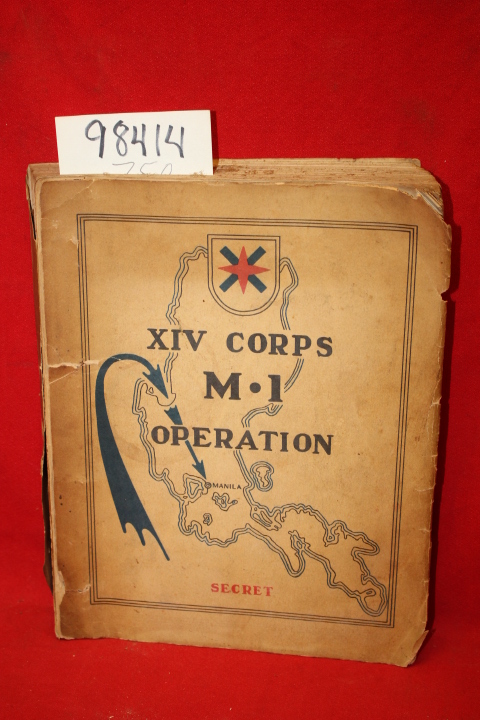 98414
XIV CORPS
M·1
OPERATION
MANILA
SECRET